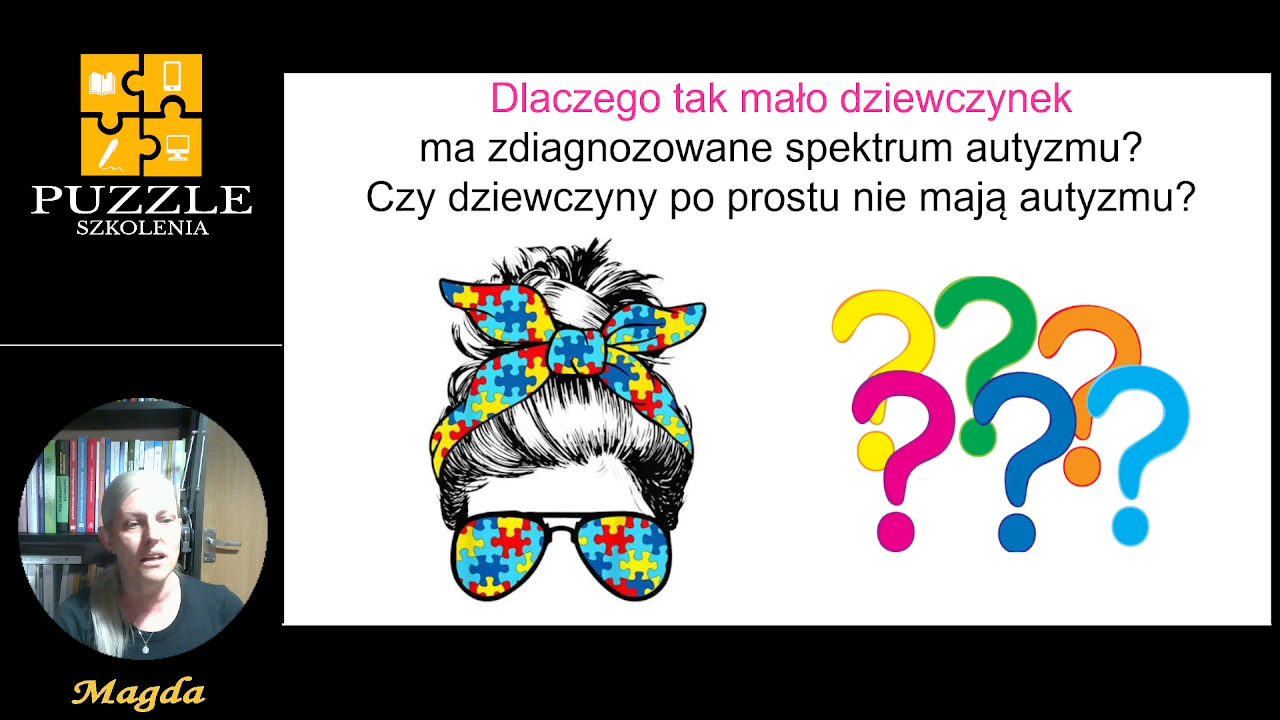 PUZZLE
SZKOLENIA
Dlaczego tak mało dziewczynek
ma zdiagnozowane spektrum autyzmu?
Czy dziewczyny po prostu nie mają autyzmu?
Magda